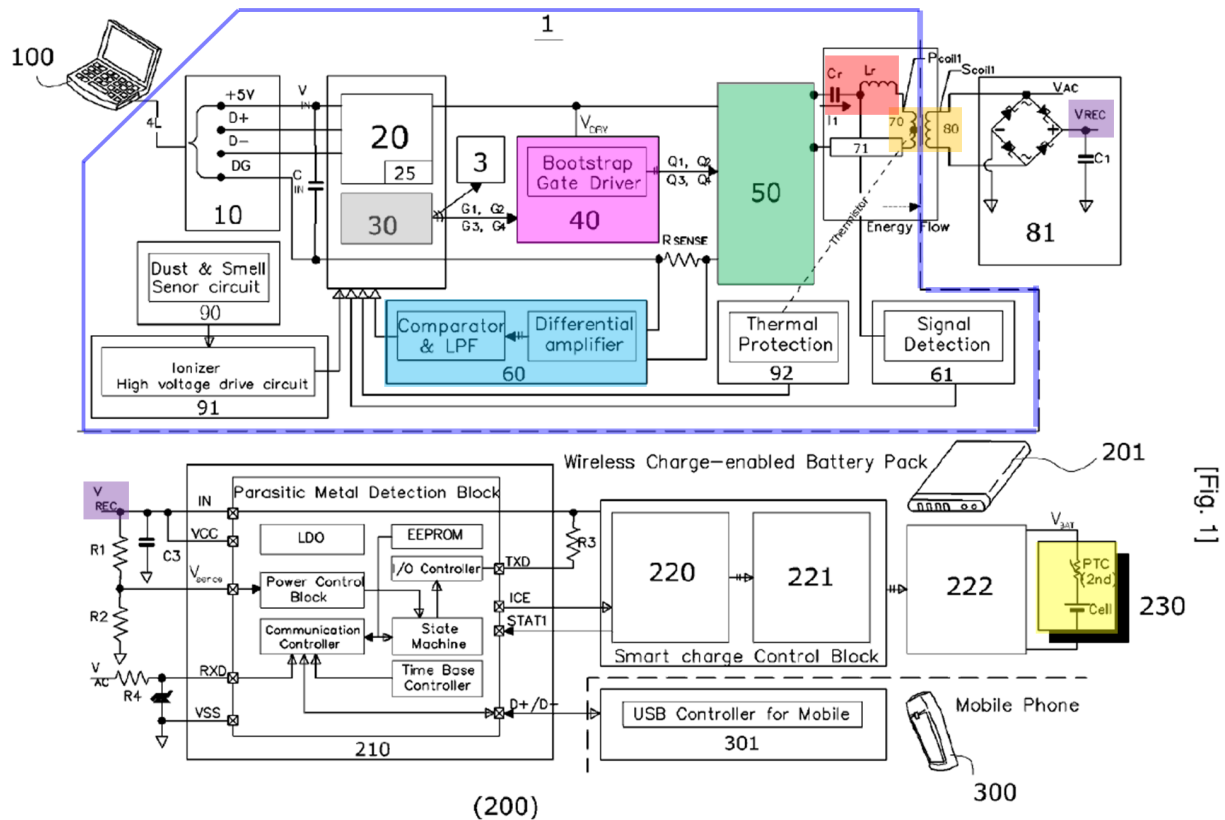 1
100
+5V
D+
D-
DG
4L
10
V
IN
C
IN
20
25
30
3
G1, G2
G3, G4
VDRV
Bootstrap
Gate Driver
40
Q1, Q2
Q3, Q4
50
RSENSE
Cr
Lr
I1
70
71
Pcoil1
Scoil1
80
Thermistor
Energy Flow
VAC
VREC
C1
81
Dust & Smell
Senor circuit
90
Ionizer
High voltage drive circuit
91
Comparator
& LPF
Differential
amplifier
60
Thermal
Protection
92
Signal
Detection
61
Wireless Charge-enabled Battery Pack
201
[Fig. 1]
V
REC
R1
C3
R2
Vsence
V
AC
R4
IN
VCC
RXD
VSS
Parasitic Metal Detection Block
LDO
EEPROM
I/O Controller
Power Control
Block
Communication
Controller
State
Machine
Time Base
Controller
TXD
ICE
STAT1
D+/D-
R3
210
220
221
Smart charge Control Block
222
VBAT
PTC
(2nd)
Cell
230
USB Controller for Mobile
301
Mobile Phone
300
(200)